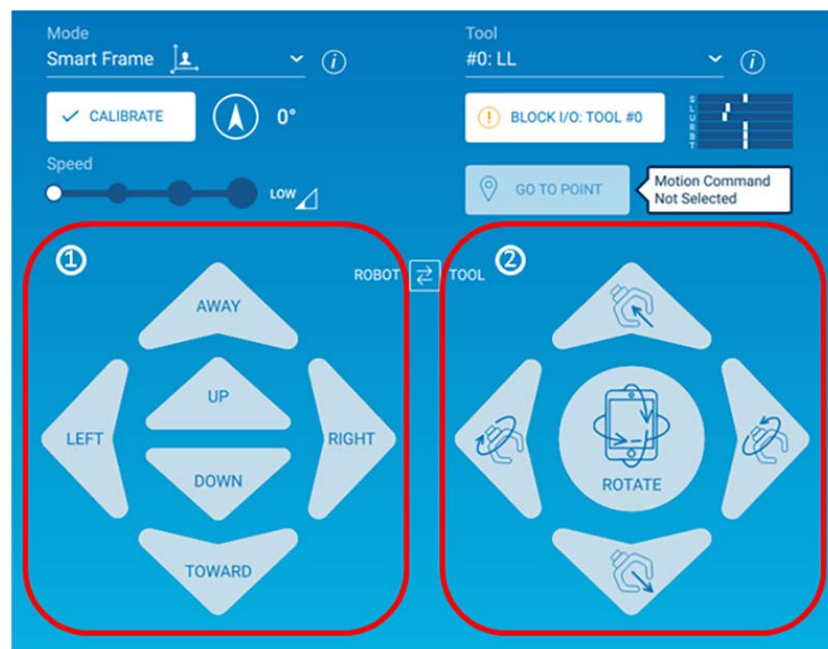 Mode
Smart Frame
Tool
#0: LL
CALIBRATE
0°
BLOCK I/O: TOOL #0
S
L
U
R
B
T
Speed
LOW
GO TO POINT
Motion Command
Not Selected
①
ROBOT
TOOL
②
AWAY
UP
LEFT
RIGHT
DOWN
TOWARD
ROTATE